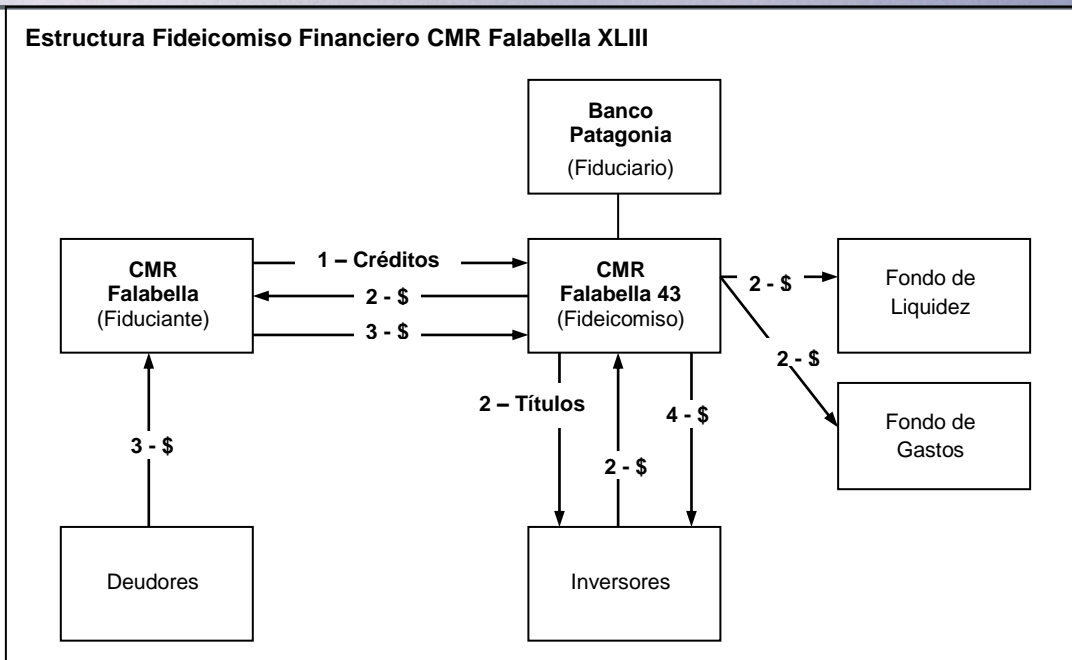 Estructura Fideicomiso Financiero CMR Falabella XLIII
Banco
Patagonia
(Fiduciario)
CMR
Falabella
(Fiduciante)
1 – Créditos
2 - $
3 - $
CMR
Falabella 43
(Fideicomiso)
2 - $
Fondo de
Liquidez
2 - $
Fondo de
Gastos
2 – Títulos
4 - $
3 - $
2 - $
Deudores
Inversores